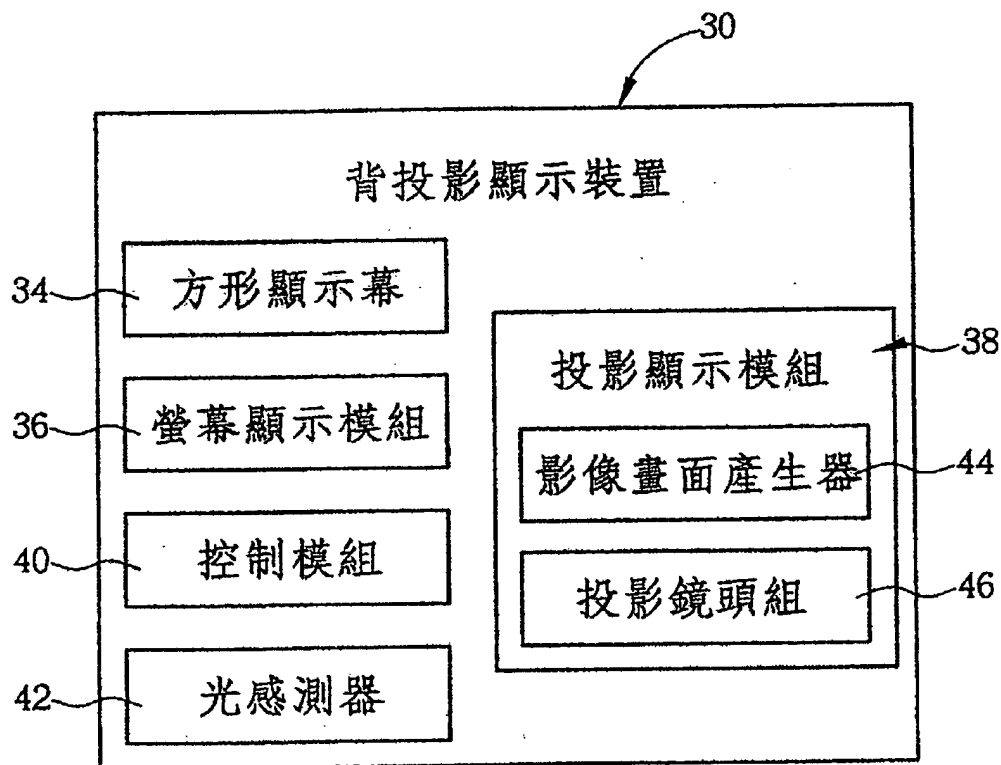 30
背投影顯示裝置
34
方形顯示幕
36
螢幕顯示模組
40
控制模組
42
光感測器
投影顯示模組
38
影像畫面產生器
44
投影鏡頭組
46